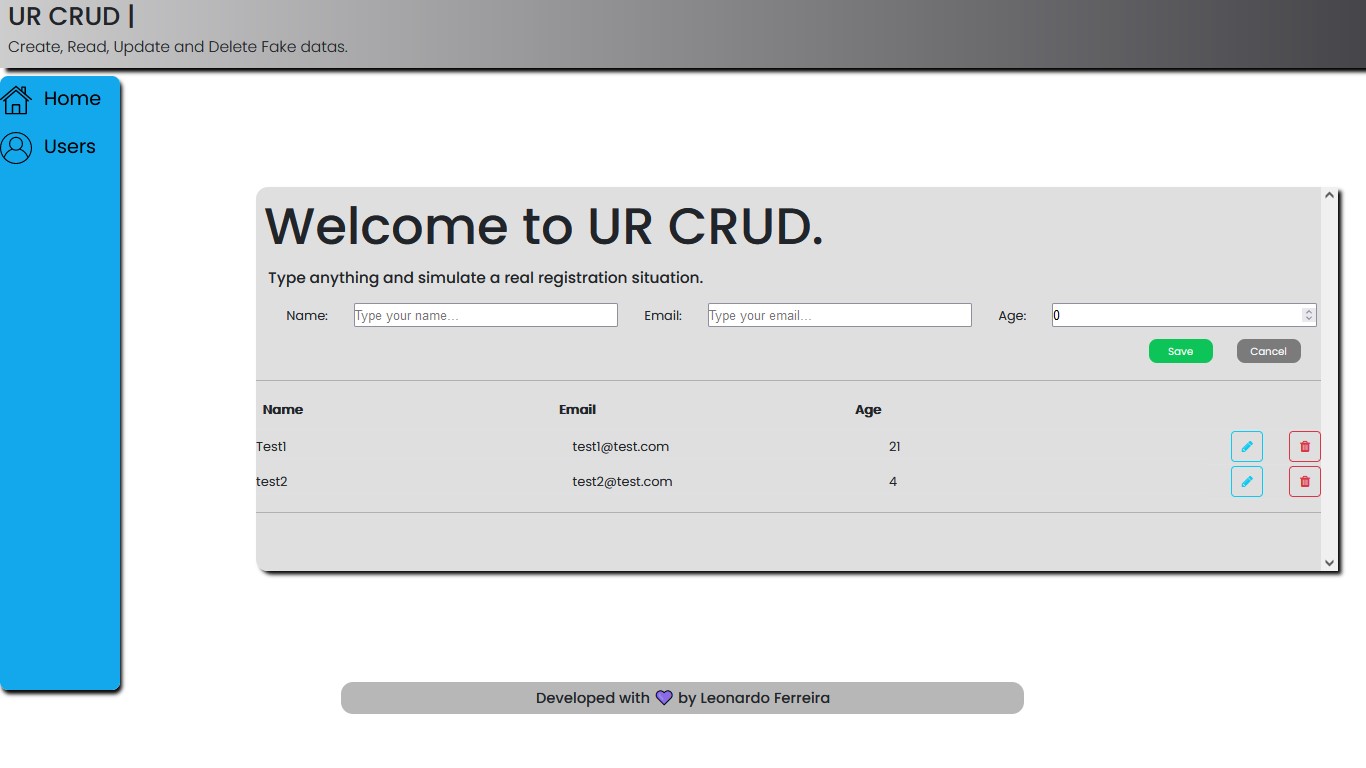 UR CRUD |
Create, Read, Update and Delete Fake datas.
Home
Users
Welcome to UR CRUD.
Type anything and simulate a real registration situation.
Name: Type your name... Email: Type your email... Age: 0
Save Cancel
Name Email Age
Test1 test1@test.com 21
test2 test2@test.com 4
Developed with 💜 by Leonardo Ferreira